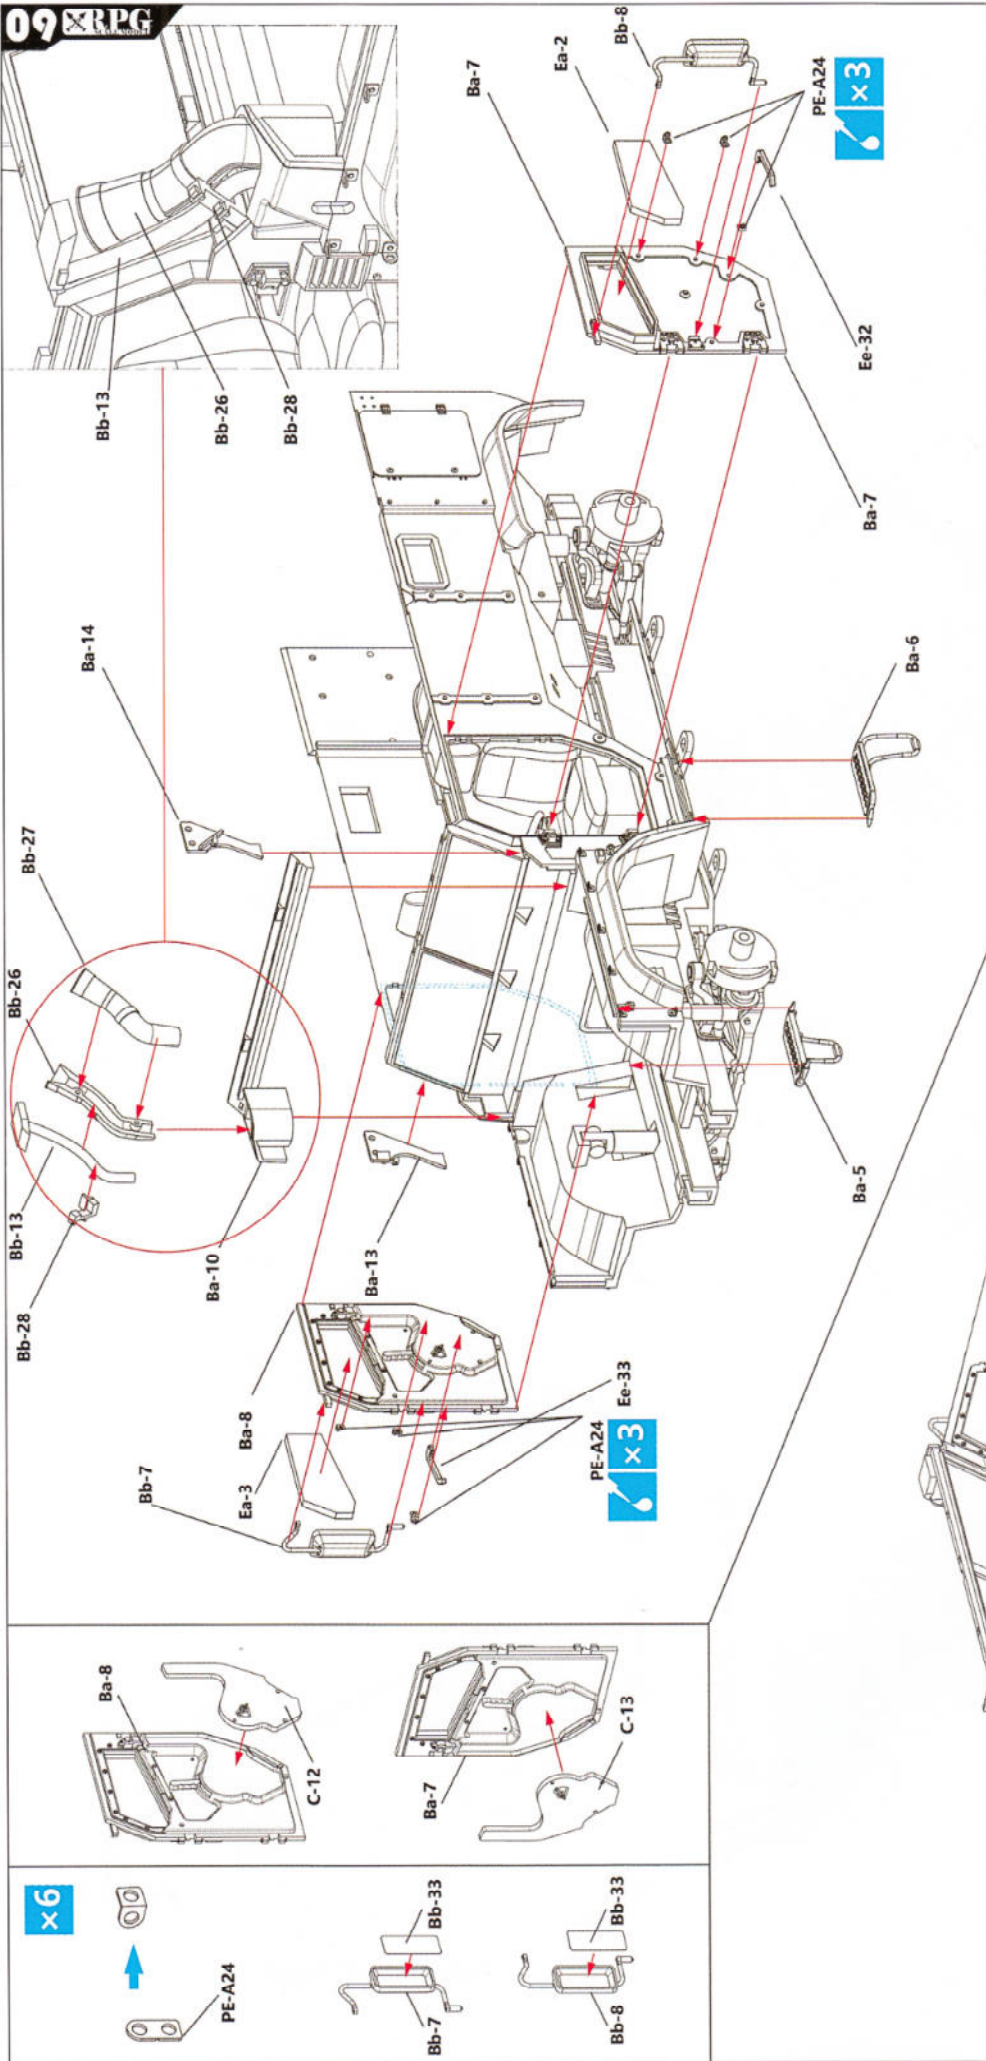 09 RPG
SCALE MODEL
Bb-13
Bb-26
Bb-28
Ba-7
Ea-2
Bb-8
PE-A24
×3
Ee-32
Ba-7
Ba-14
Ba-6
Bb-27
Bb-26
Bb-13
Bb-28
Ba-10
Ba-13
Ba-5
Ba-8
Bb-7
Ea-3
Ee-33
PE-A24
×3
Ba-8
C-12
Ba-7
C-13
×6
PE-A24
Bb-33
Bb-7
Bb-33
Bb-8